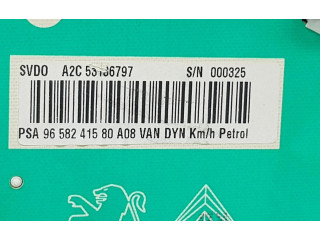 SVDO A2C 53106797 S/N 000325
PSA 96 582 415 80 A08 VAN DYN Km/h Petrol